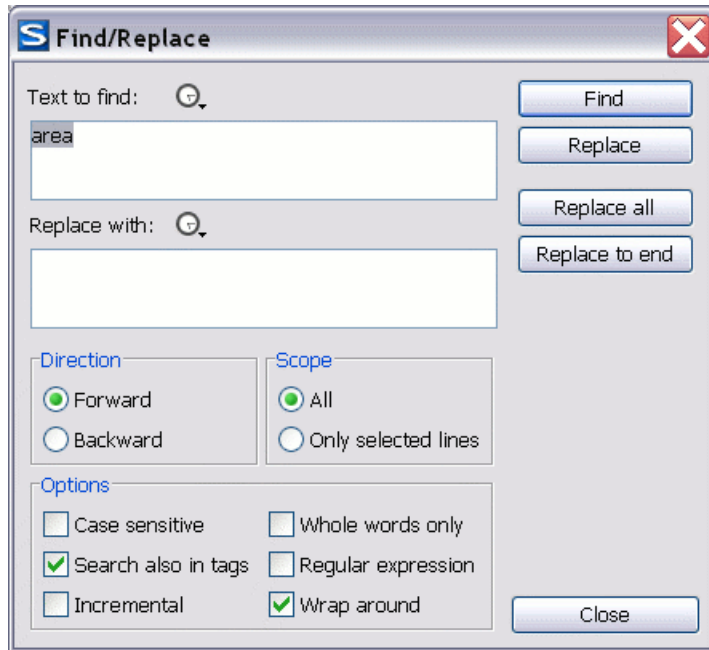 S Find/Replace
Text to find:
Find
area
Replace
Replace all
Replace with:
Replace to end
Direction
Scope
Forward
All
Backward
Only selected lines
Options
Case sensitive
Whole words only
Search also in tags
Regular expression
Incremental
Wrap around
Close